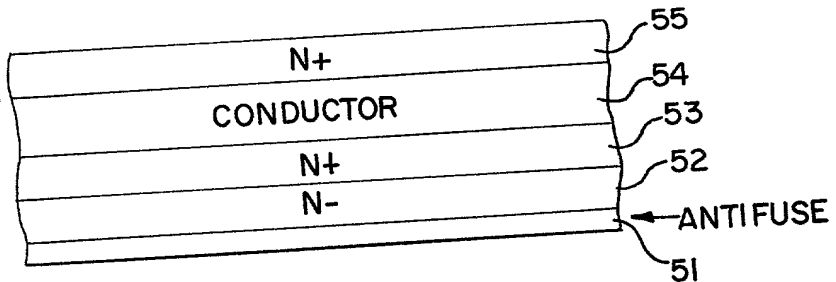 55
N+
54
CONDUCTOR
53
N+
52
N-
ANTIFUSE
51